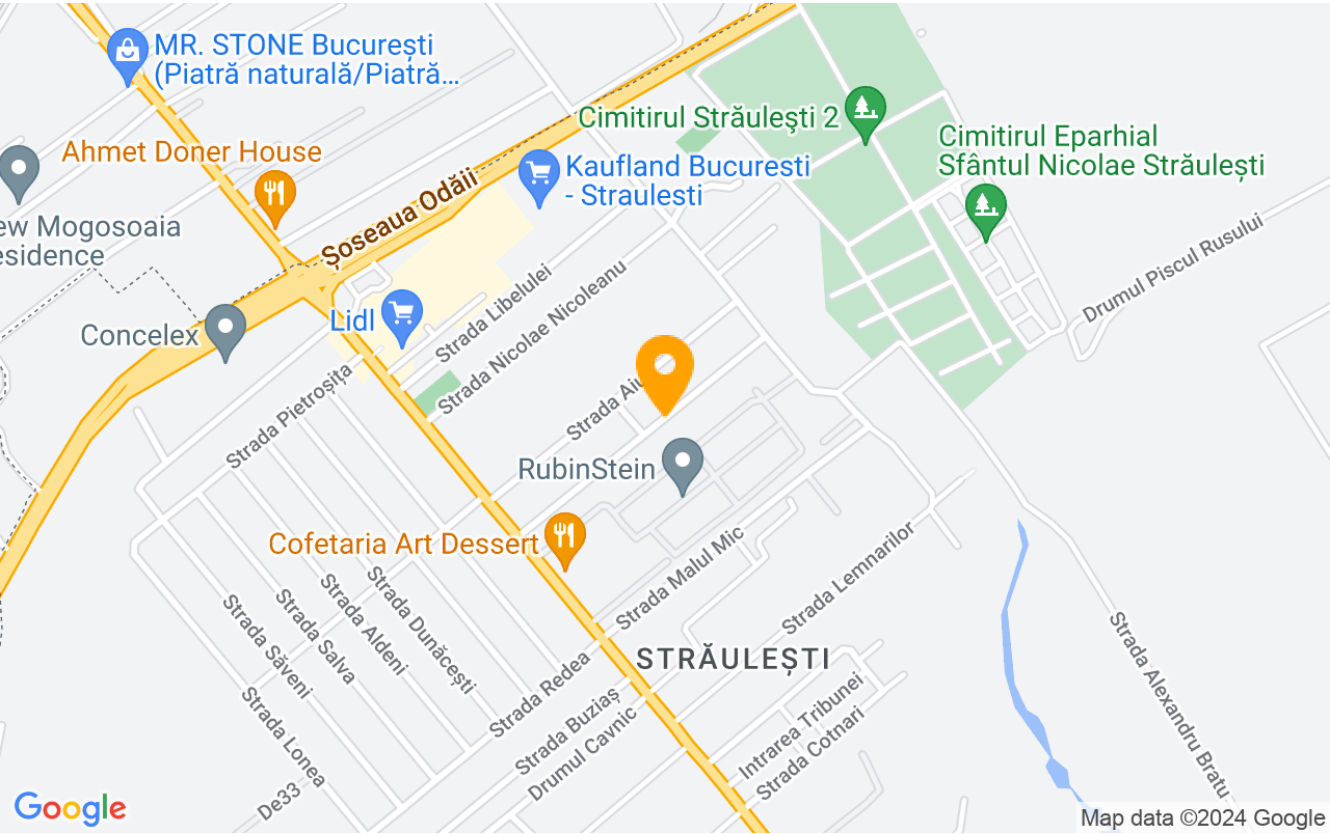 MR. STONE București
(Piatră naturală/Piatră...
Cimitirul Străuleşti 2
Cimitirul Eparhial
Sfântul Nicolae Străulești
Ahmet Doner House
Kaufland Bucuresti
- Straulesti
Șoseaua Odăii
ew Mogosoaia
esidence
Drumul Piscul Rusului
Concelex
Lidl
Strada Libelulei
Strada Nicolae Nicoleanu
Strada Pietroșița
Strada Aiu
RubinStein
Cofetaria Art Dessert
Strada Malul Mic
Strada Lemnarilor
Strada Dunăcești
Strada Aldeni
Strada Salva
Strada Săveni
Strada Lonea
STRĂULEȘTI
Strada Redea
Strada Buziaș
Drumul Cavnic
Intrarea Tribunei
Strada Cotnari
Strada Alexandru Bratu
De33
Google
Map data ©2024 Google